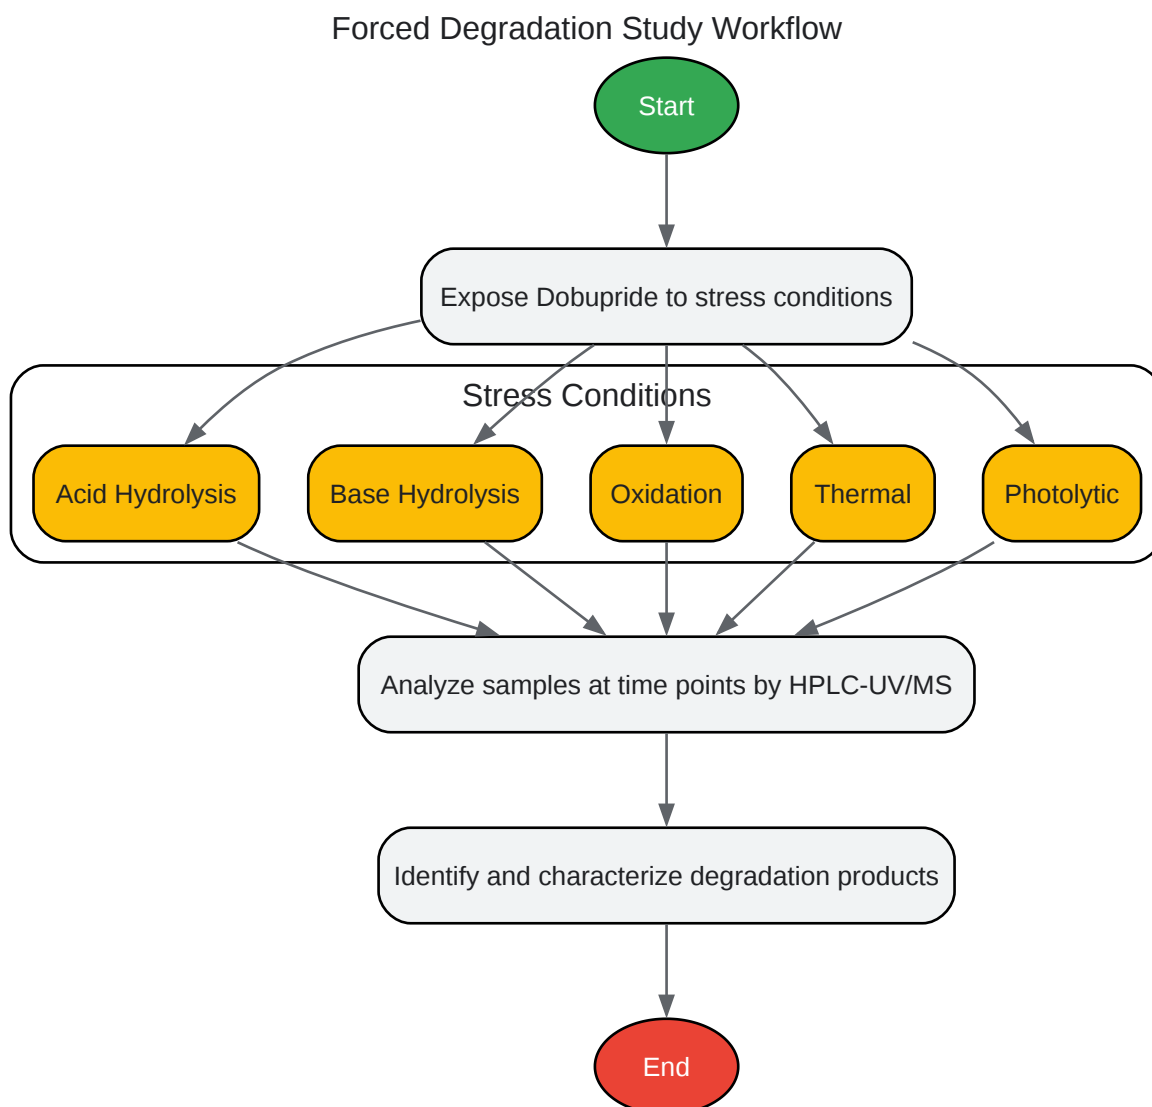 Forced Degradation Study Workflow
Start
Expose Dobupride to stress conditions
Stress Conditions
Acid Hydrolysis
Base Hydrolysis
Oxidation
Thermal
Photolytic
Analyze samples at time points by HPLC-UV/MS
Identify and characterize degradation products
End